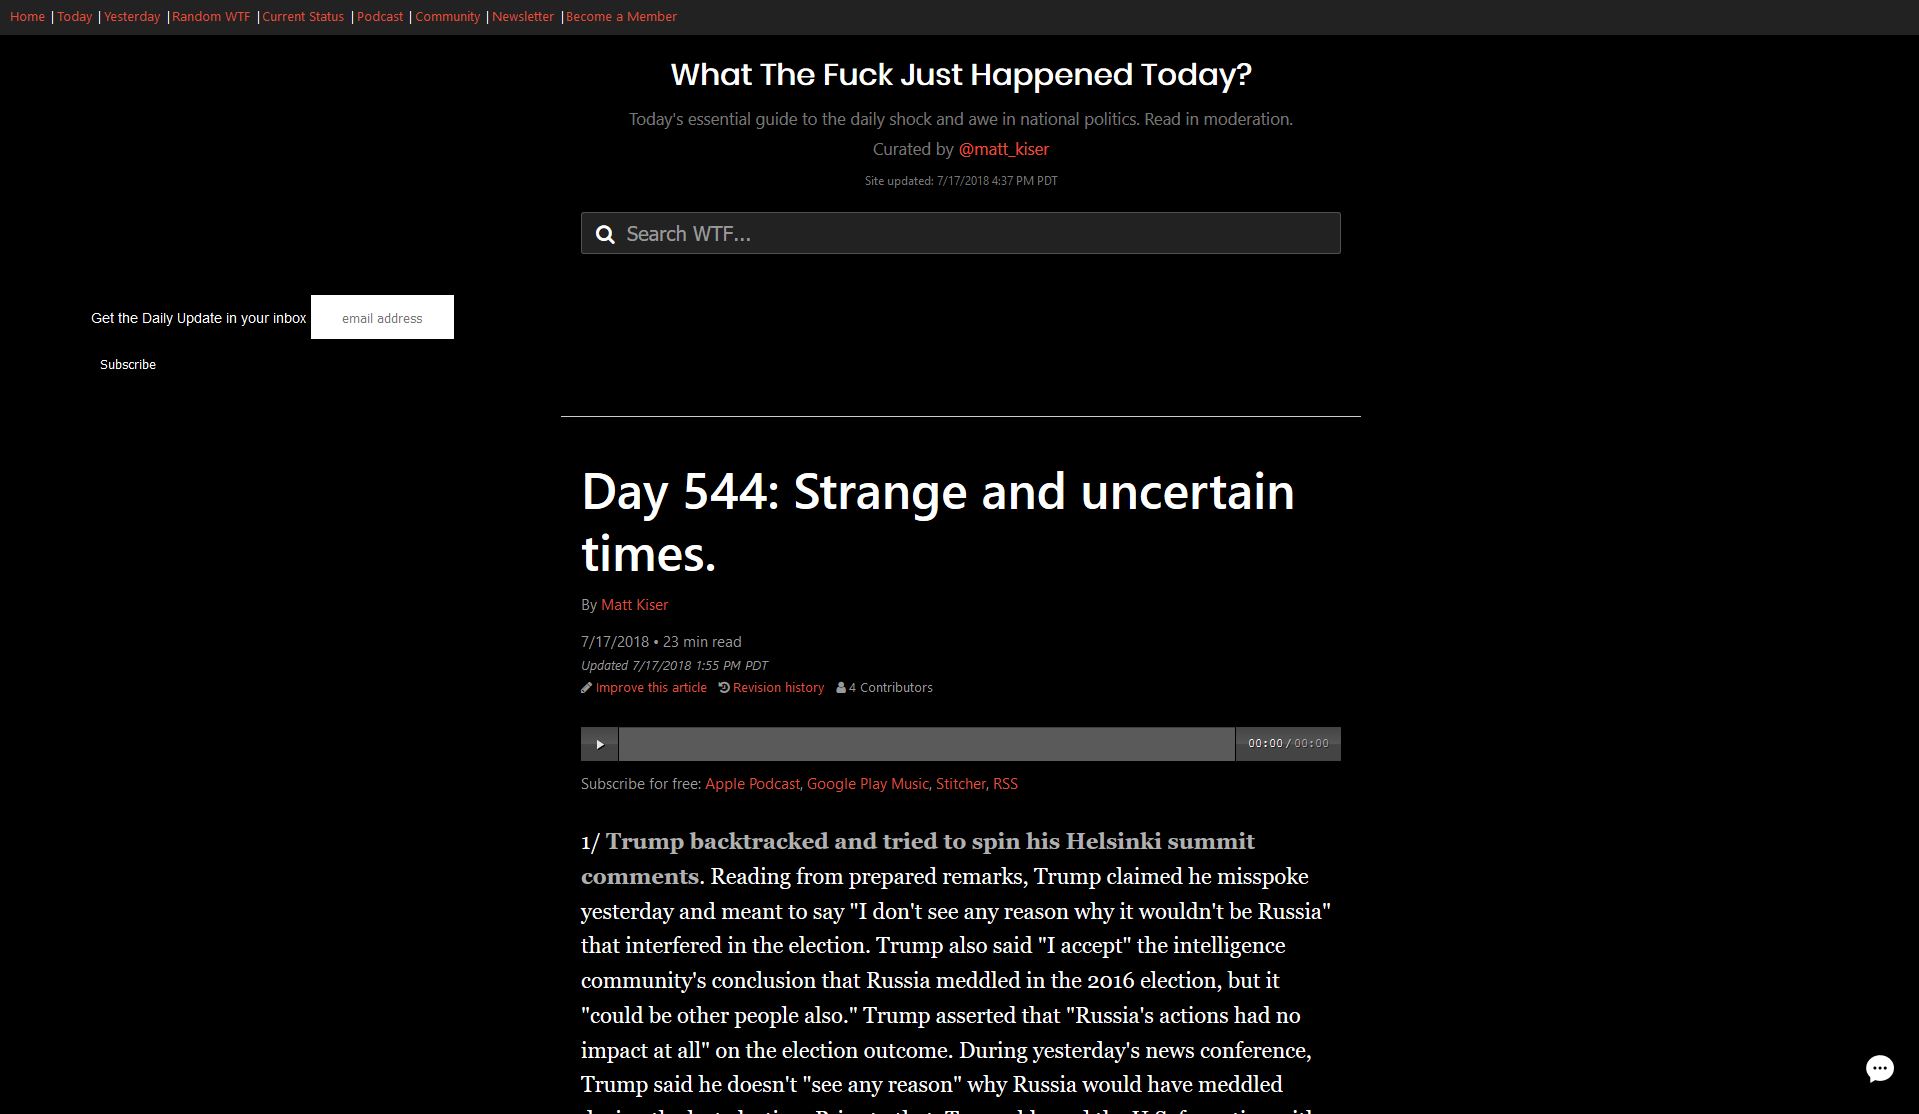 Home | Today | Yesterday | Random WTF | Current Status | Podcast | Community | Newsletter | Become a Member
What The Fuck Just Happened Today?
Today's essential guide to the daily shock and awe in national politics. Read in moderation.
Curated by @matt_kiser
Site updated: 7/17/2018 4:37 PM PDT
Search WTF...
Get the Daily Update in your inbox email address
Subscribe
Day 544: Strange and uncertain
times.
By Matt Kiser
7/17/2018 • 23 min read
Updated 7/17/2018 1:55 PM PDT
Improve this article Revision history 4 Contributors
00:00 / 00:00
Subscribe for free: Apple Podcast, Google Play Music, Stitcher, RSS
1/ Trump backtracked and tried to spin his Helsinki summit
comments. Reading from prepared remarks, Trump claimed he misspoke
yesterday and meant to say "I don't see any reason why it wouldn't be Russia"
that interfered in the election. Trump also said "I accept" the intelligence
community's conclusion that Russia meddled in the 2016 election, but it
"could be other people also." Trump asserted that "Russia's actions had no
impact at all" on the election outcome. During yesterday's news conference,
Trump said he doesn't "see any reason" why Russia would have meddled